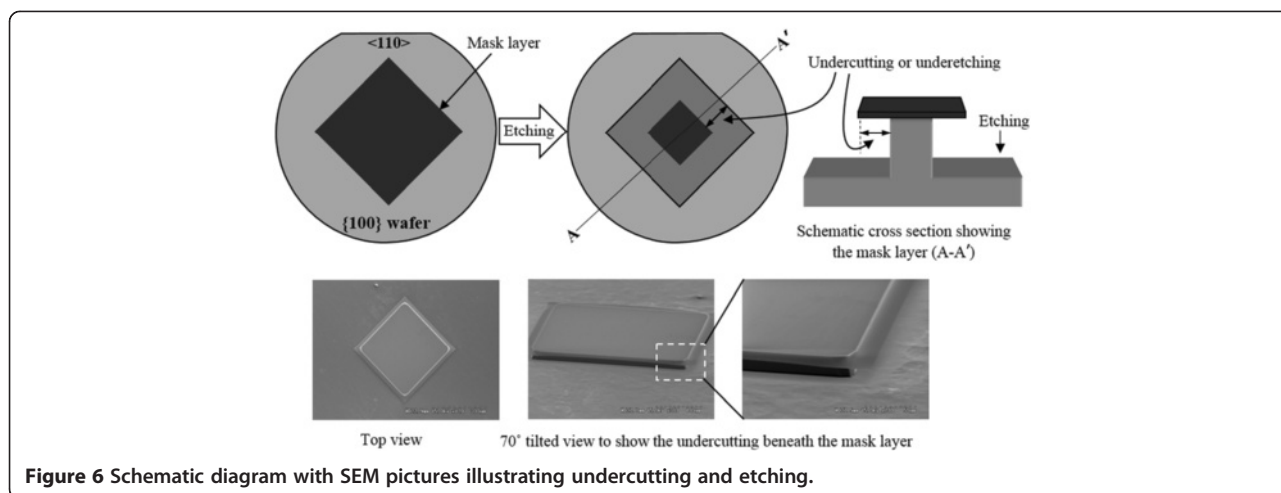 <110>
Mask layer
{100} wafer
Etching
A'
A
Undercutting or underetching
Etching
Schematic cross section showing
the mask layer (A-A′)
Top view
70° tilted view to show the undercutting beneath the mask layer
Figure 6 Schematic diagram with SEM pictures illustrating undercutting and etching.